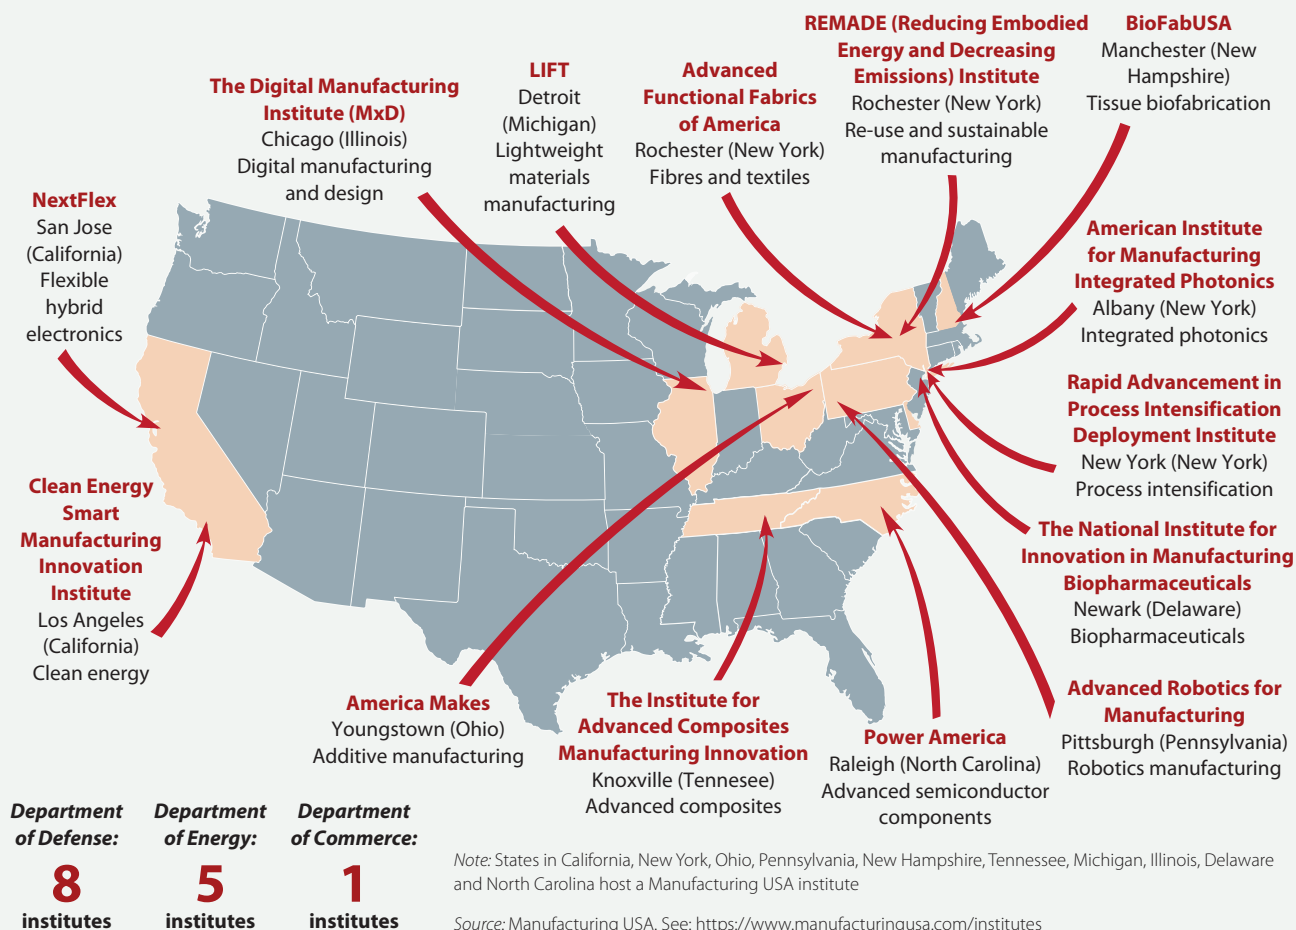 REMADE (Reducing Embodied
Energy and Decreasing
Emissions) Institute
Rochester (New York)
Re-use and sustainable
manufacturing
BioFabUSA
Manchester (New
Hampshire)
Tissue biofabrication
The Digital Manufacturing
Institute (MxD)
Chicago (Illinois)
Digital manufacturing
and design
LIFT
Detroit
(Michigan)
Lightweight
materials
manufacturing
Advanced
Functional Fabrics
of America
Rochester (New York)
Fibres and textiles
NextFlex
San Jose
(California)
Flexible
hybrid
electronics
American Institute
for Manufacturing
Integrated Photonics
Albany (New York)
Integrated photonics
Rapid Advancement in
Process Intensification
Deployment Institute
New York (New York)
Process intensification
Clean Energy
Smart
Manufacturing
Innovation
Institute
Los Angeles
(California)
Clean energy
The National Institute for
Innovation in Manufacturing
Biopharmaceuticals
Newark (Delaware)
Biopharmaceuticals
America Makes
Youngstown (Ohio)
Additive manufacturing
The Institute for
Advanced Composites
Manufacturing Innovation
Knoxville (Tennesee)
Advanced composites
Power America
Raleigh (North Carolina)
Advanced semiconductor
components
Advanced Robotics for
Manufacturing
Pittsburgh (Pennsylvania)
Robotics manufacturing
Department
of Defense:
8
institutes
Department
of Energy:
5
institutes
Department
of Commerce:
1
institutes
Note: States in California, New York, Ohio, Pennsylvania, New Hampshire, Tennessee, Michigan, Illinois, Delaware
and North Carolina host a Manufacturing USA institute
Source: Manufacturing USA. See: https://www.manufacturingusa.com/institutes